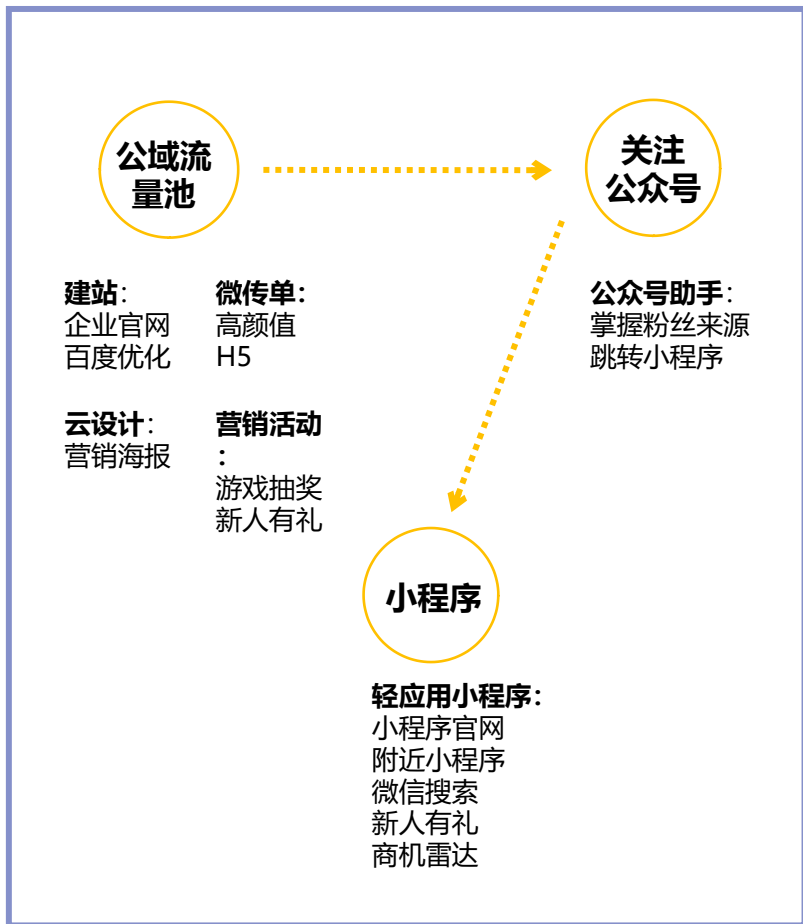 公域流
量池
关注
公众号
建站：
企业官网
百度优化
微传单：
高颜值
H5
云设计：
营销海报
营销活动
：
游戏抽奖
新人有礼
公众号助手：
掌握粉丝来源
跳转小程序
小程序
轻应用小程序：
小程序官网
附近小程序
微信搜索
新人有礼
商机雷达